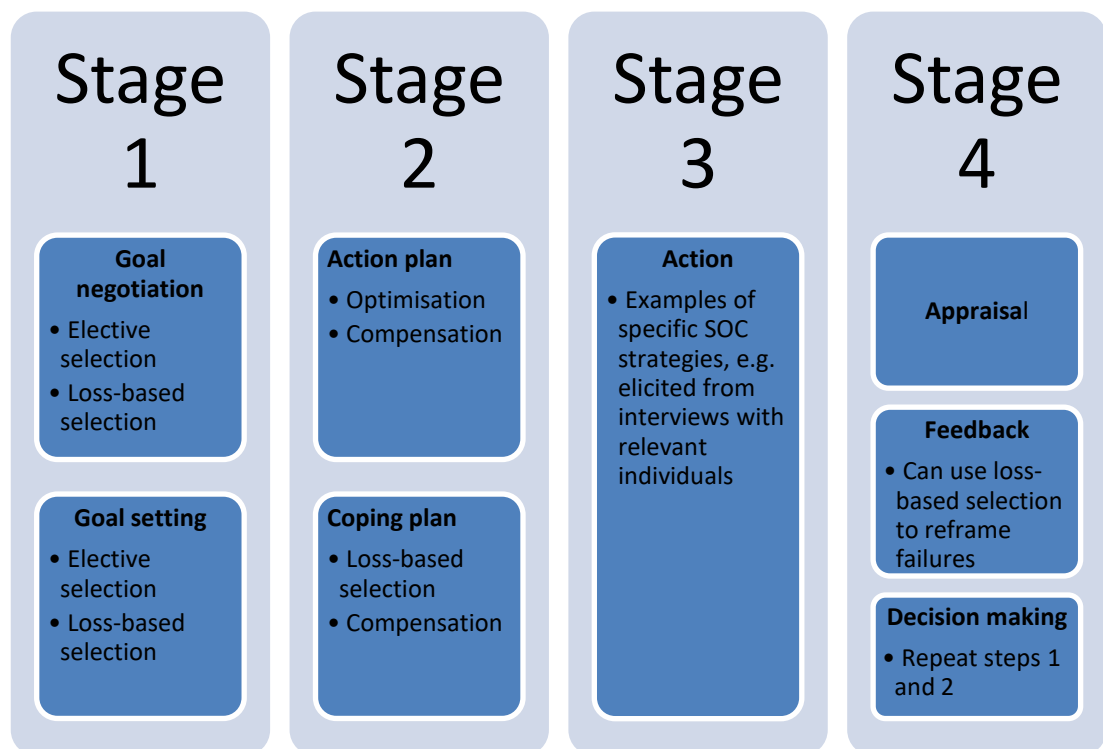 Stage
1
Goal
negotiation
• Elective
selection
• Loss-based
selection
Goal setting
• Elective
selection
• Loss-based
selection
Stage
2
Action plan
• Optimisation
• Compensation
Coping plan
• Loss-based
selection
• Compensation
Stage
3
Action
• Examples of
specific SOC
strategies, e.g.
elicited from
interviews with
relevant
individuals
Stage
4
Appraisal
Feedback
• Can use loss-
based selection
to reframe
failures
Decision making
• Repeat steps 1
and 2